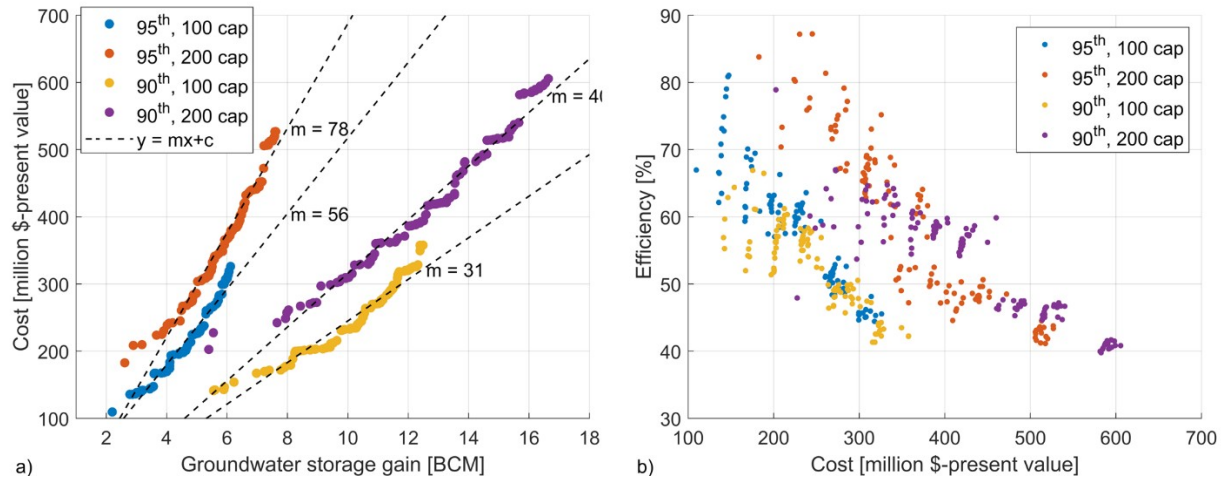 700
600
500
400
300
200
100
Cost [million $-present value]
95th, 100 cap
95th, 200 cap
90th, 100 cap
90th, 200 cap
y = mx+c
m = 78
m = 56
m = 40
m = 31
2 4 6 8 10 12 14 16 18
Groundwater storage gain [BCM]
a)
90
80
70
60
50
40
30
Efficiency [%]
95th, 100 cap
95th, 200 cap
90th, 100 cap
90th, 200 cap
100 200 300 400 500 600 700
Cost [million $-present value]
b)